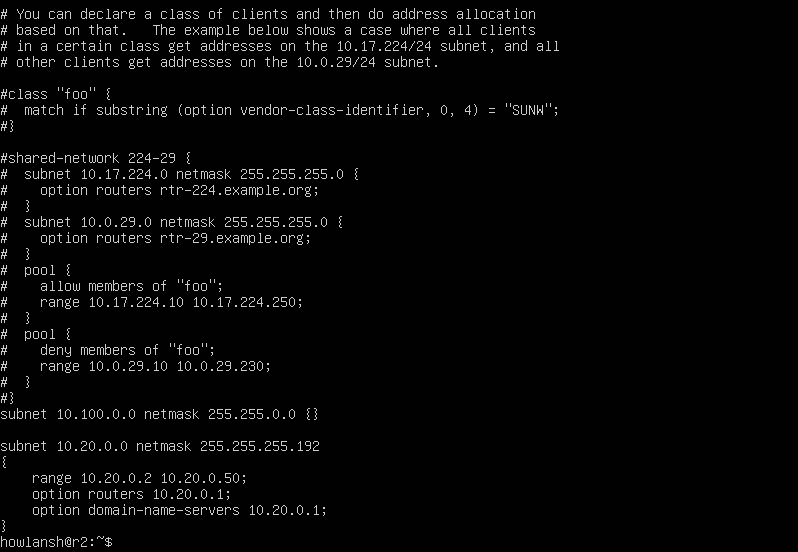 # You can declare a class of clients and then do address allocation
# based on that.   The example below shows a case where all clients
# in a certain class get addresses on the 10.17.224/24 subnet, and all
# other clients get addresses on the 10.0.29/24 subnet.

#class "foo" {
#  match if substring (option vendor-class-identifier, 0, 4) = "SUNW";
#}

#shared-network 224-29 {
#  subnet 10.17.224.0 netmask 255.255.255.0 {
#    option routers rtr-224.example.org;
#  }
#  subnet 10.0.29.0 netmask 255.255.255.0 {
#    option routers rtr-29.example.org;
#  }
#  pool {
#    allow members of "foo";
#    range 10.17.224.10 10.17.224.250;
#  }
#  pool {
#    deny members of "foo";
#    range 10.0.29.10 10.0.29.230;
#  }
#}
subnet 10.100.0.0 netmask 255.255.0.0 {}

subnet 10.20.0.0 netmask 255.255.255.192
{
    range 10.20.0.2 10.20.0.50;
    option routers 10.20.0.1;
    option domain-name-servers 10.20.0.1;
}
howlansh@r2:~$